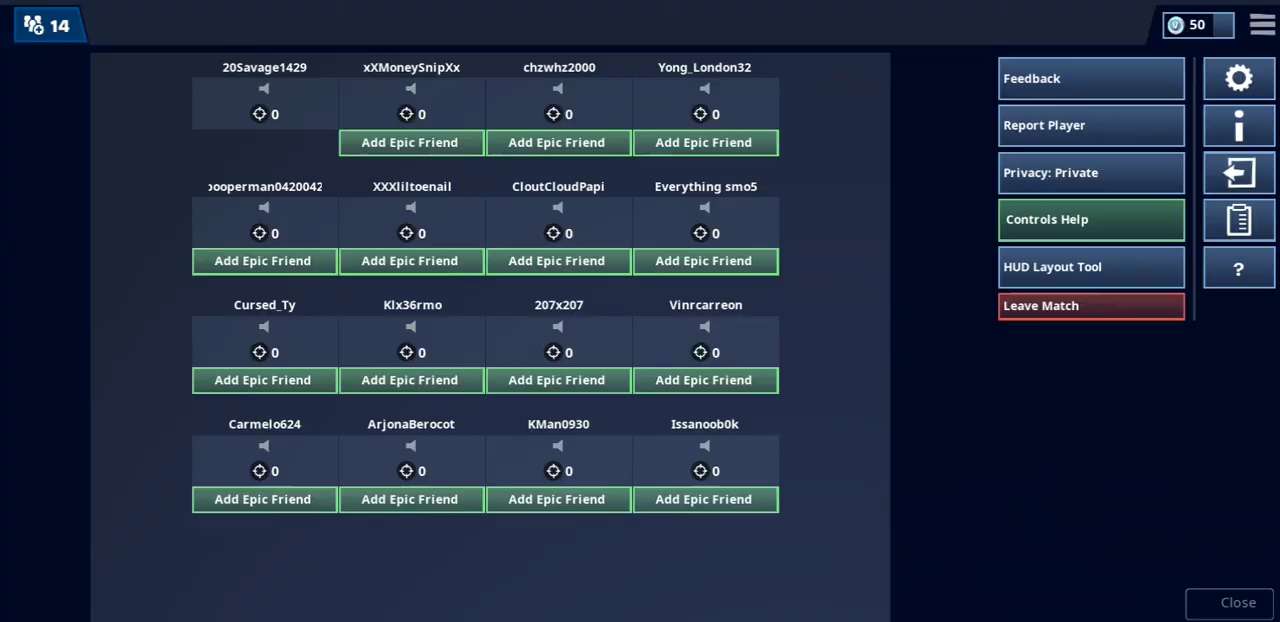 14
50
20Savage1429 xXMoneySnipXx chzwhz2000 Yong_London32
0 0 0 0
Add Epic Friend Add Epic Friend Add Epic Friend
ooperman0420042 XXXliltoenail CloutCloudPapi Everything smo5
0 0 0 0
Add Epic Friend Add Epic Friend Add Epic Friend Add Epic Friend
Cursed_Ty Klx36rmo 207x207 Vinrcarreon
0 0 0 0
Add Epic Friend Add Epic Friend Add Epic Friend Add Epic Friend
Carmelo624 ArjonaBerocot KMan0930 Issanoob0k
0 0 0 0
Add Epic Friend Add Epic Friend Add Epic Friend Add Epic Friend
Feedback
Report Player
Privacy: Private
Controls Help
HUD Layout Tool
?
Leave Match
Close